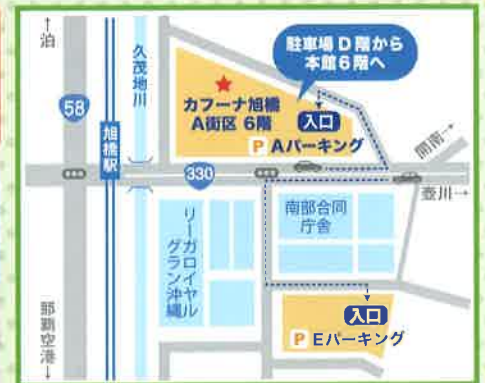 ↑
泊
久茂地川
58
旭橋駅
駐車場 D 階から
本館6階へ
カフーナ旭橋
A街区 6階
入口
P Aパーキング
開南→
330
壺川→
リーガロイヤル
グラン沖縄
南部合同
庁舎
入口
P Eパーキング
那覇空港
↓